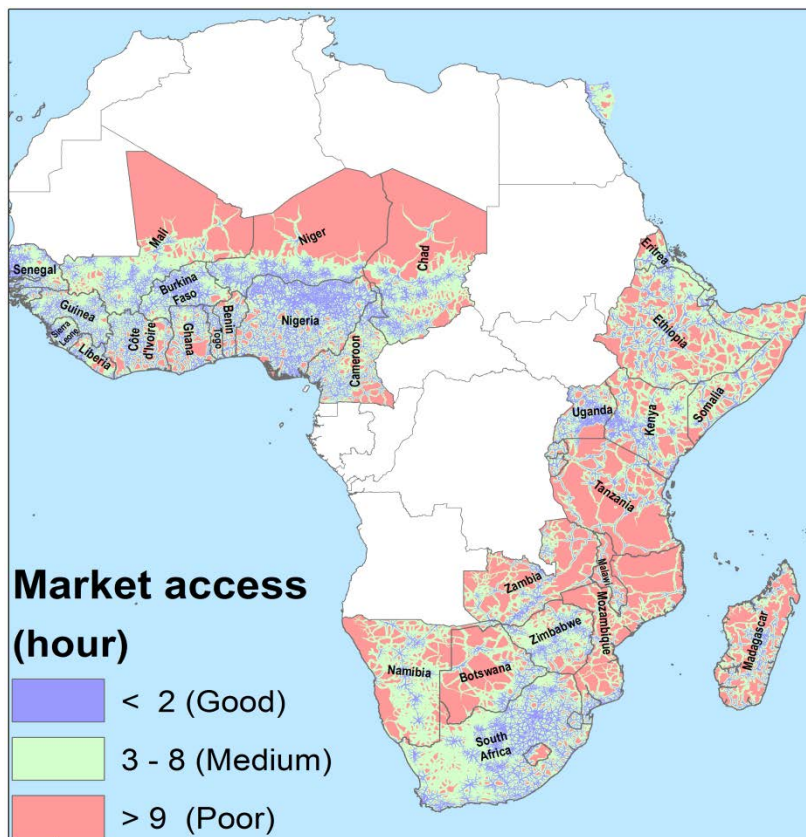 Mali
Niger
Chad
Eritrea
Senegal
Burkina
Faso
Guinea
Nigeria
Ethiopia
Sierra
Leone
Côte
d'Ivoire
Ghana
Togo
Benin
Liberia
Cameroon
Uganda
Kenya
Somalia
Tanzania
Market access
(hour)
Zambia
Malawi
Mozambique
Zimbabwe
Madagascar
Namibia
Botswana
< 2 (Good)
South
Africa
3 - 8 (Medium)
> 9 (Poor)